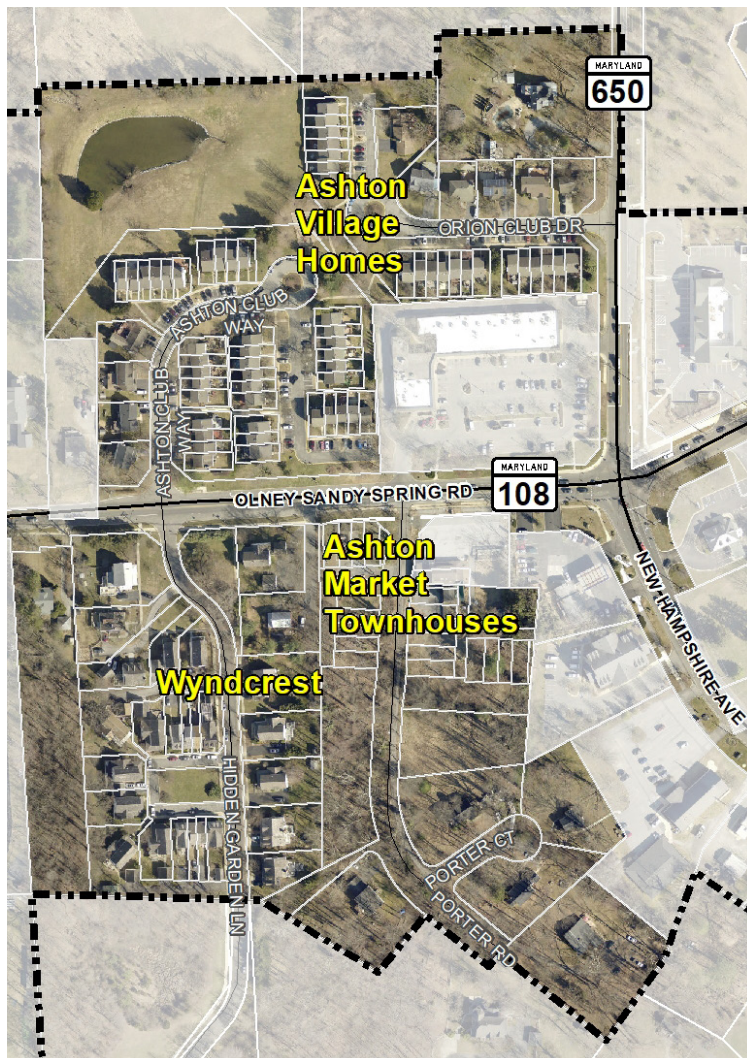 MARYLAND
650
Ashton
Village
Homes
ORION CLUB DR
ASHTON CLUB
WAY
ASHTON CLUB
WAY
MARYLAND
108
OLNEY SANDY SPRING RD
Ashton
Market
Townhouses
NEW HAMPSHIRE AVE
Wyndcrest
HIDDEN GARDEN LN
PORTER CT
PORTER RD